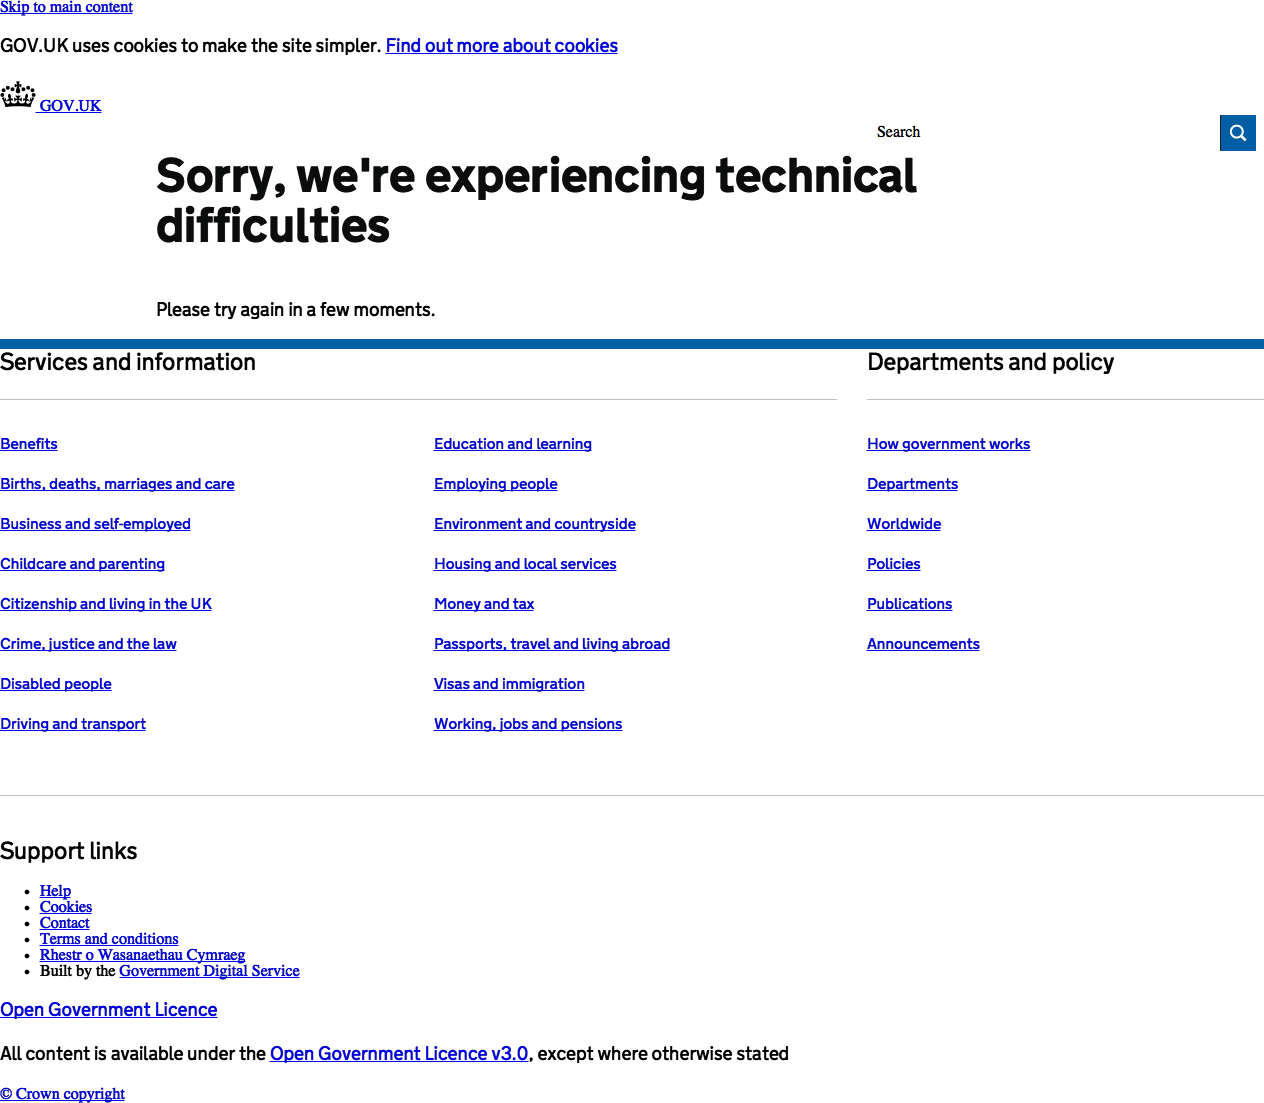 Skip to main content
GOV.UK uses cookies to make the site simpler. Find out more about cookies
GOV.UK
Search
Sorry, we're experiencing technical
difficulties
Please try again in a few moments.
Services and information
Benefits
Births, deaths, marriages and care
Business and self-employed
Childcare and parenting
Citizenship and living in the UK
Crime, justice and the law
Disabled people
Driving and transport
Education and learning
Employing people
Environment and countryside
Housing and local services
Money and tax
Passports, travel and living abroad
Visas and immigration
Working, jobs and pensions
Departments and policy
How government works
Departments
Worldwide
Policies
Publications
Announcements
Support links
Help
Cookies
Contact
Terms and conditions
Rhestr o Wasanaethau Cymraeg
Built by the Government Digital Service
Open Government Licence
All content is available under the Open Government Licence v3.0, except where otherwise stated
© Crown copyright